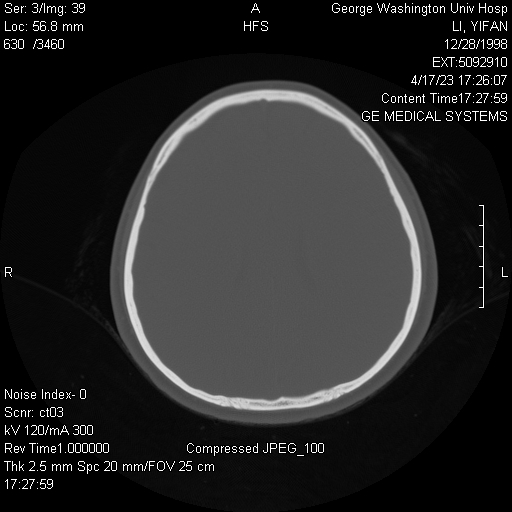 Ser: 3/Img: 39
Loc: 56.8 mm
630 /3460
A
HFS
George Washington Univ Hosp
LI, YIFAN
12/28/1998
EXT:5092910
4/17/23 17:26:07
Content Time17:27:59
GE MEDICAL SYSTEMS
R
L
Noise Index- 0
Scnr: ct03
kV 120/mA 300
Rev Time1.000000
Compressed JPEG_100
Thk 2.5 mm Spc 20 mm/FOV 25 cm
17:27:59